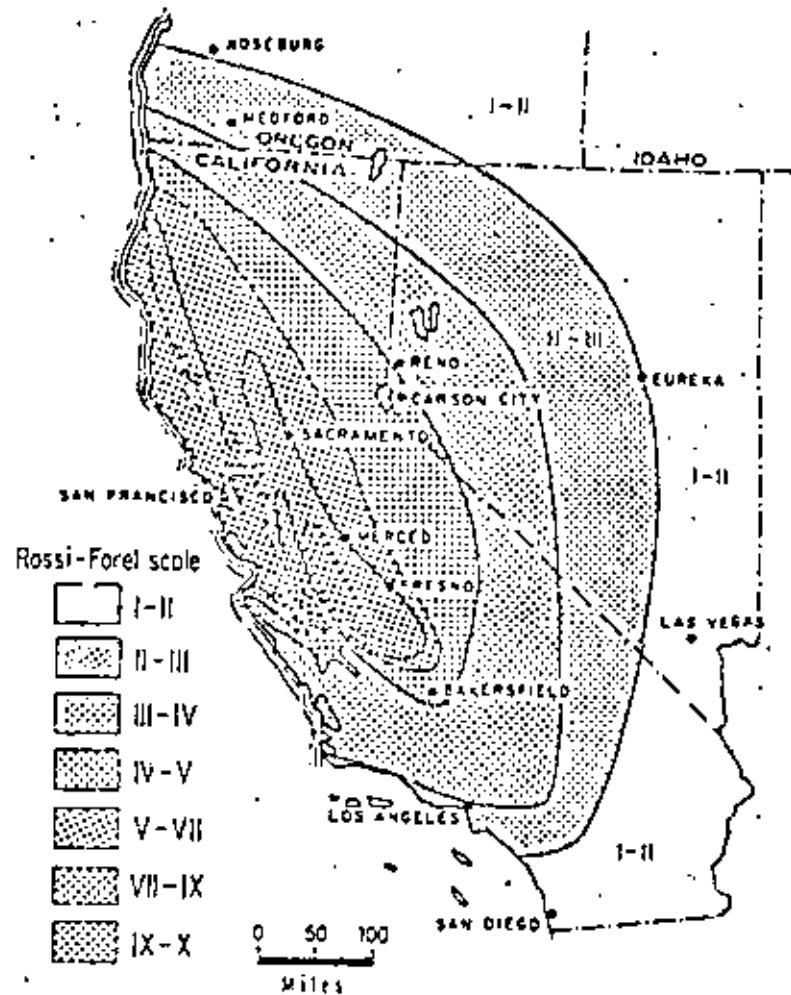 ROSEBURG
I-II
MEDFORD
OREGON
CALIFORNIA
IDAHO
II-III
RENO
EUREKA
CARSON CITY
SACRAMENTO
I-II
SAN FRANCISCO
MERCED
Rossi-Forel scale
FRESNO
I-II
LAS VEGAS
II-III
BAKERSFIELD
III-IV
IV-V
LOS ANGELES
V-VII
I-II
VII-IX
SAN DIEGO
IX-X
0 50 100
Miles